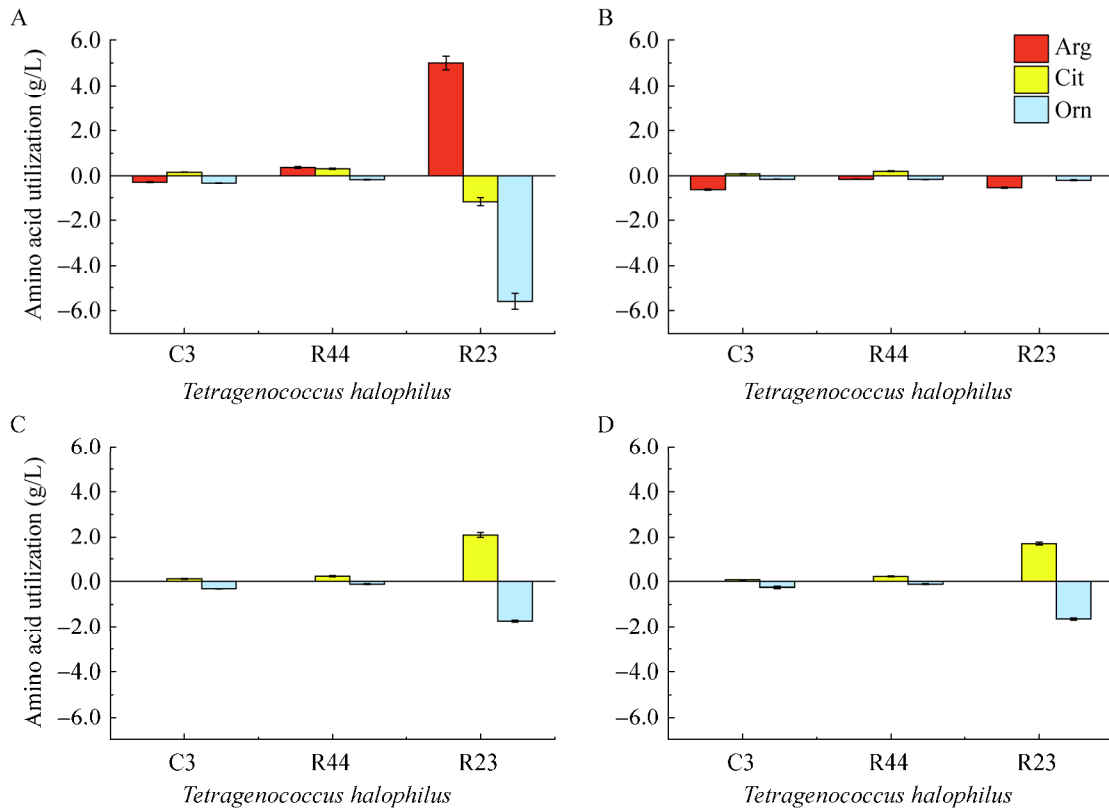 A
Amino acid utilization (g/L)
6.0
4.0
2.0
0.0
−2.0
−4.0
−6.0
C3 R44 R23
Tetragenococcus halophilus
B
6.0
4.0
2.0
0.0
−2.0
−4.0
−6.0
Arg
Cit
Orn
C3 R44 R23
Tetragenococcus halophilus
C
Amino acid utilization (g/L)
6.0
4.0
2.0
0.0
−2.0
−4.0
−6.0
C3 R44 R23
Tetragenococcus halophilus
D
6.0
4.0
2.0
0.0
−2.0
−4.0
−6.0
C3 R44 R23
Tetragenococcus halophilus